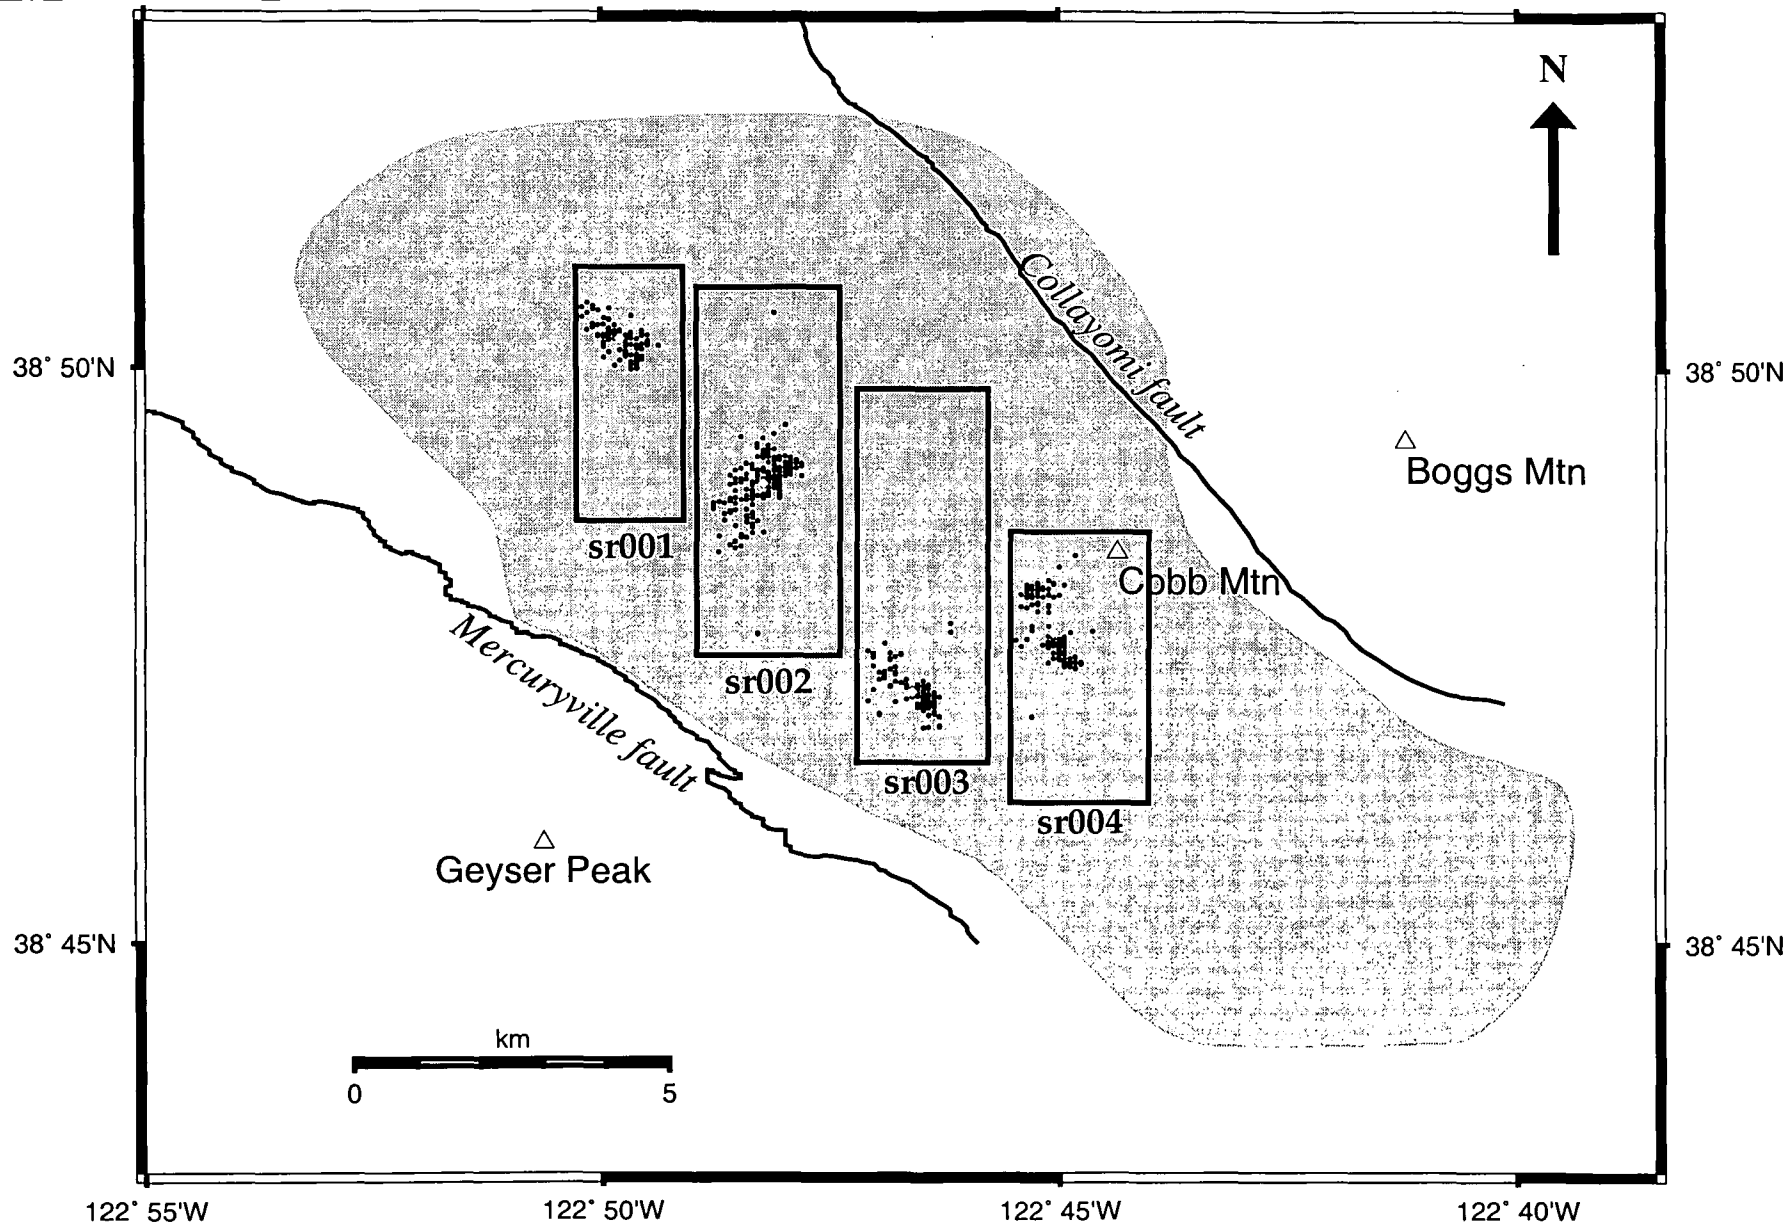 N
Collayomi fault
38° 50'N
38° 50'N
Boggs Mtn
sr001
Cobb Mtn
Mercuryville fault
sr002
sr003
sr004
Geyser Peak
38° 45'N
38° 45'N
km
0 5
122° 55'W 122° 50'W 122° 45'W 122° 40'W